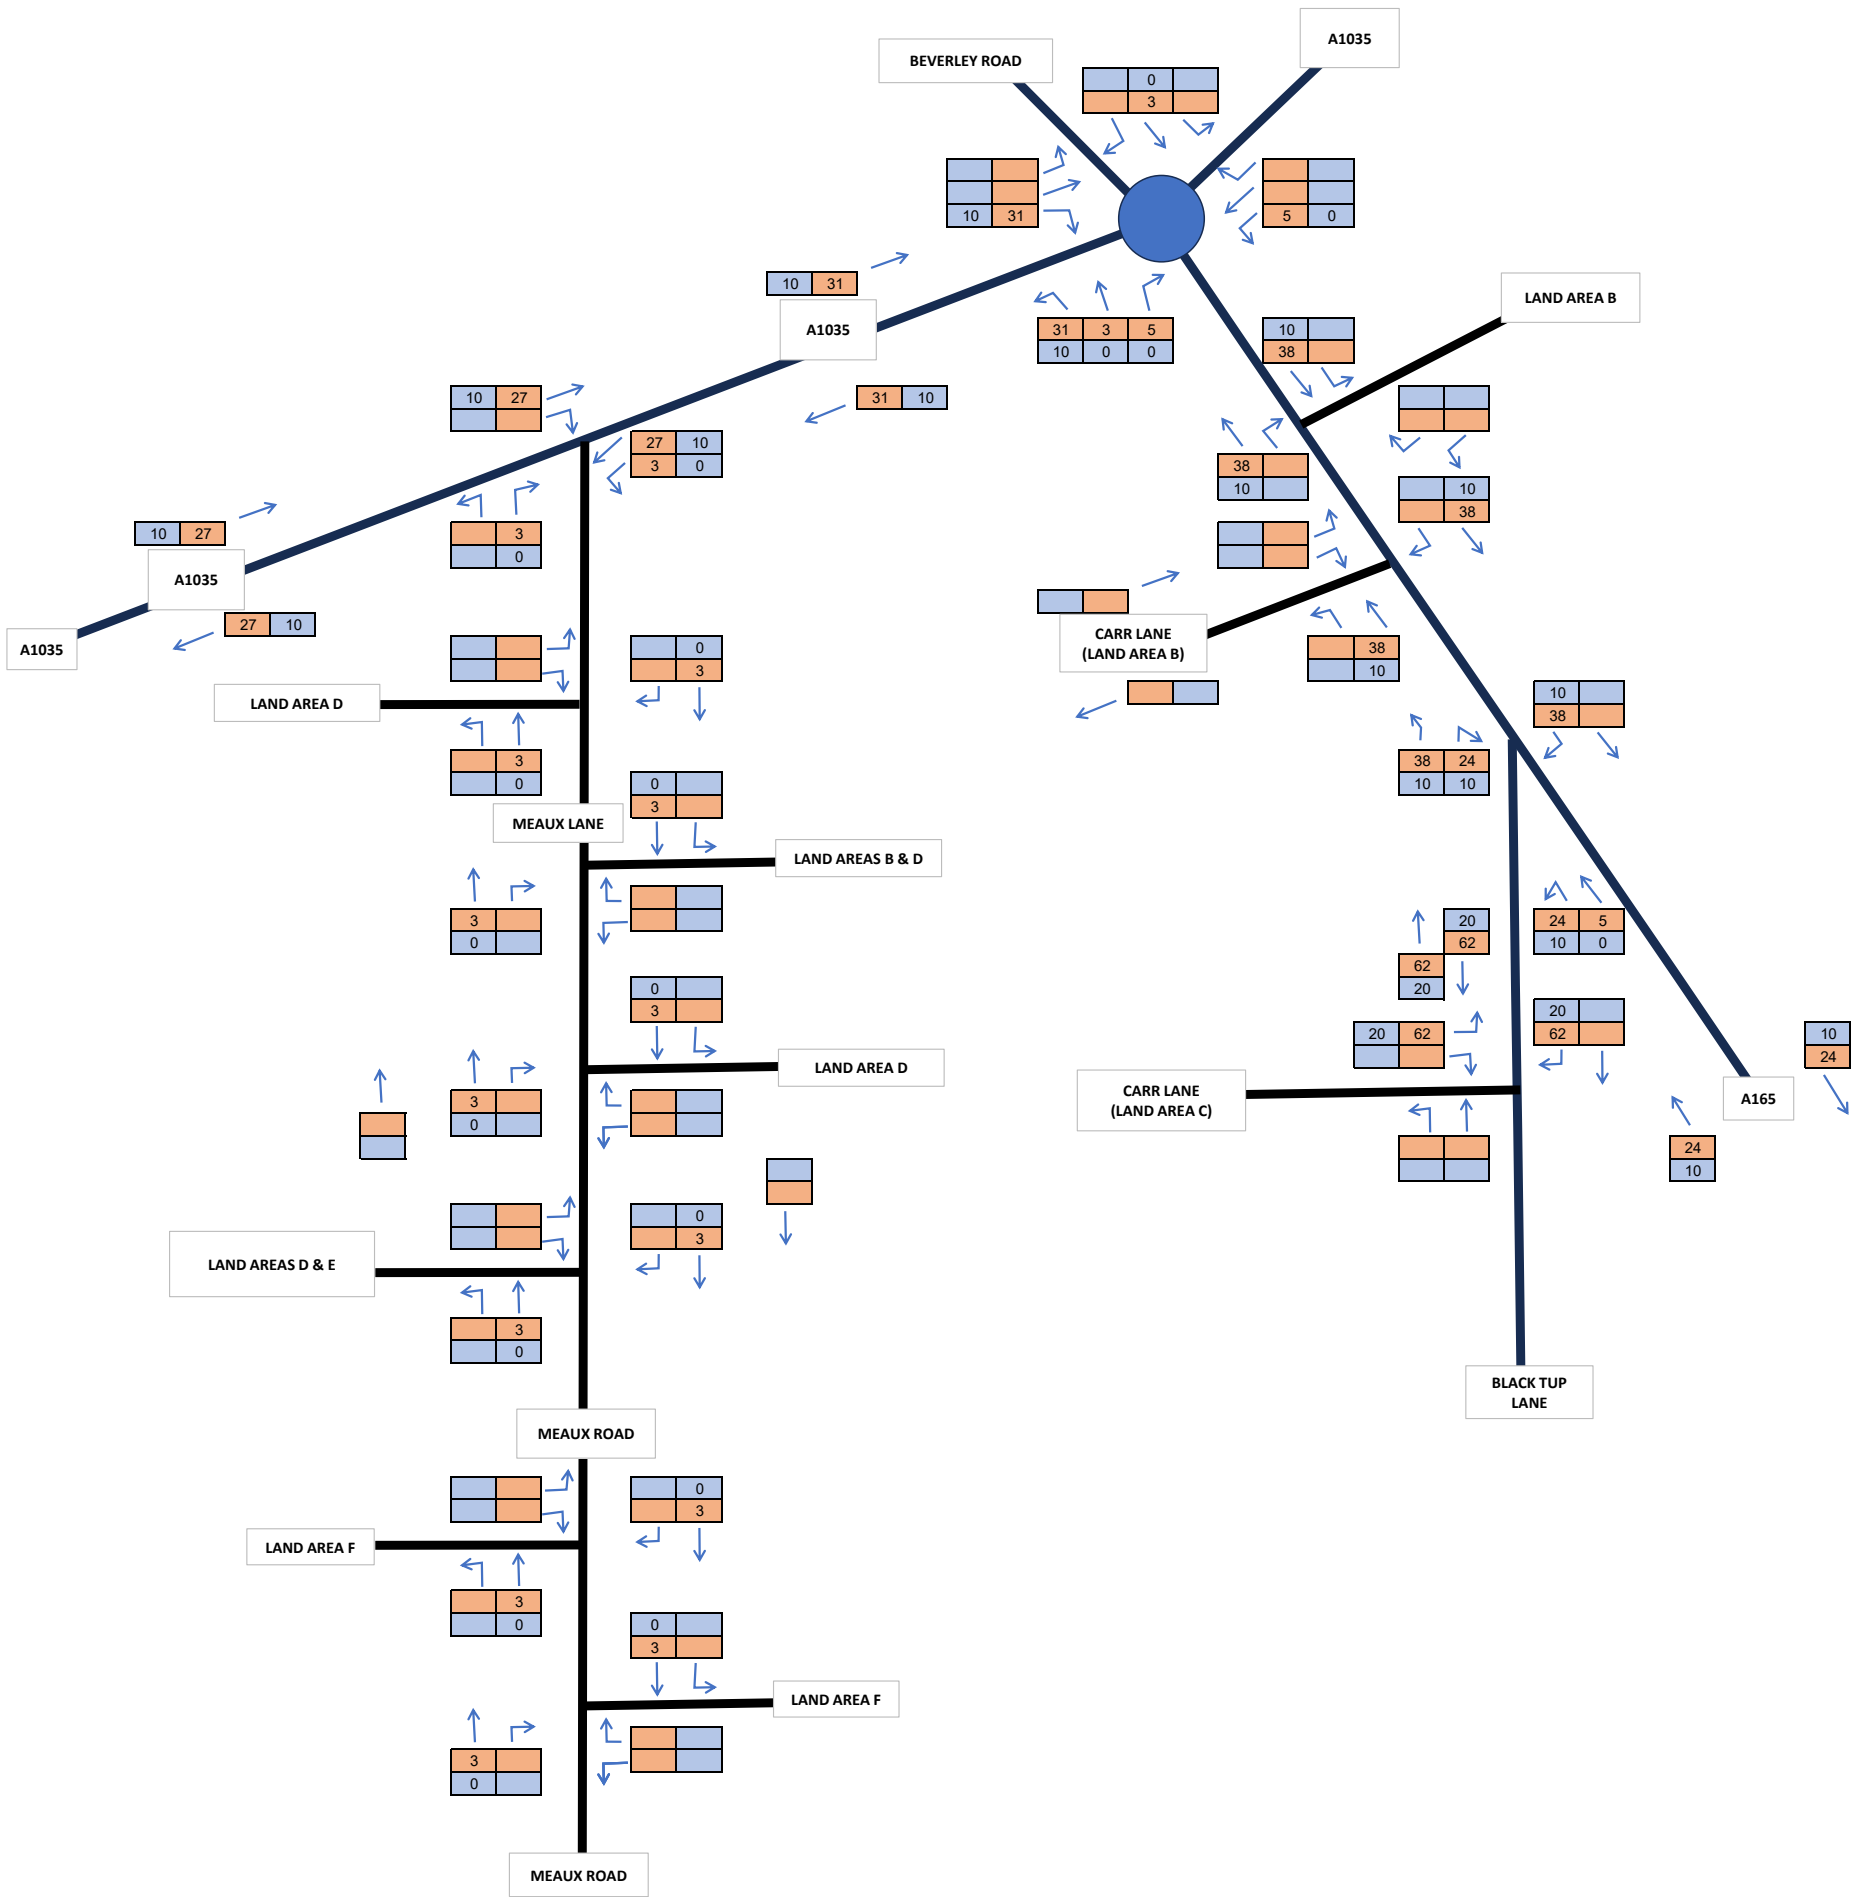 A1035
BEVERLEY ROAD
0
3
10 31
5 0
10 31
LAND AREA B
A1035
31 3 5
10 0 0
10
38
10 27
31 10
27 10
3 0
38
10
10
38
10 27
3
0
A1035
27 10
A1035
CARR LANE
(LAND AREA B)
38
10
0
3
LAND AREA D
10
38
3
0
38 24
10 10
0
3
MEAUX LANE
LAND AREAS B & D
3
0
20
62
24 5
10 0
62
20
0
3
20
62
20 62
10
24
LAND AREA D
CARR LANE
(LAND AREA C)
A165
3
0
24
10
0
3
LAND AREAS D & E
3
0
BLACK TUP
LANE
MEAUX ROAD
0
3
LAND AREA F
3
0
0
3
LAND AREA F
3
0
MEAUX ROAD